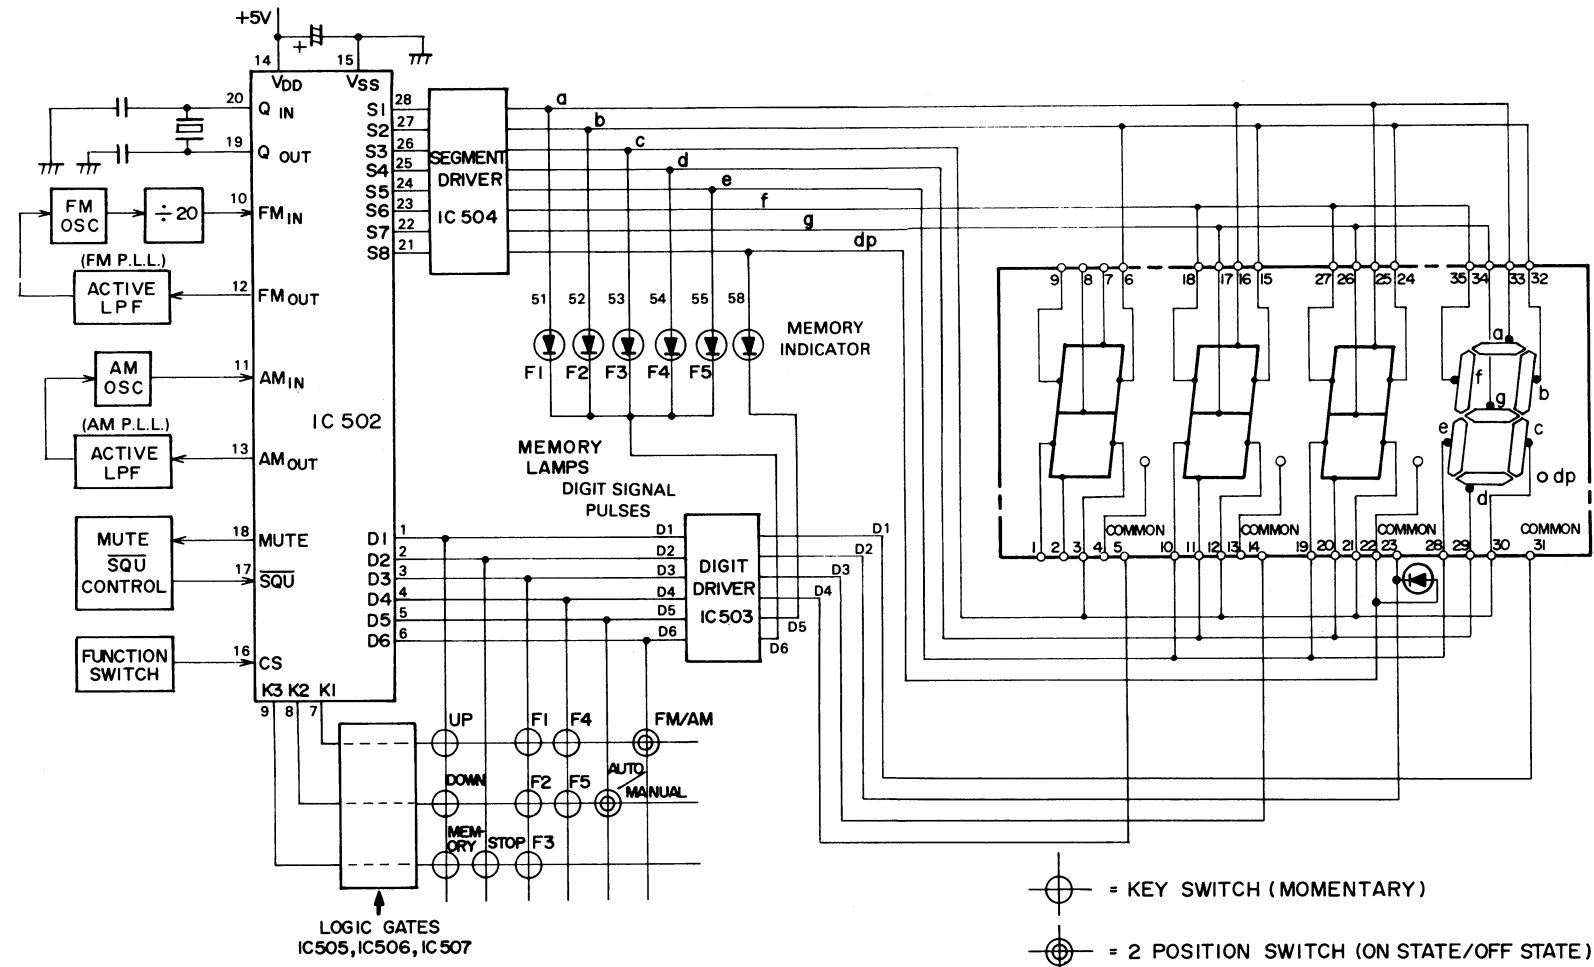 +5V
+
14
15
VDD
VSS
20
Q IN
19
Q OUT
FM
OSC
÷20
10
FMIN
(FM P.L.L.)
ACTIVE
LPF
12
FMOUT
AM
OSC
11
AMIN
(AM P.L.L.)
ACTIVE
LPF
13
AMOUT
IC 502
MUTE
SQU
CONTROL
18
MUTE
17
SQU
FUNCTION
SWITCH
16
CS
K3 K2 K1
9 8 7
S1 28
S2 27
S3 26
S4 25
S5 24
S6 23
S7 22
S8 21
SEGMENT
DRIVER
IC 504
a
b
c
d
e
f
g
dp
51 52 53 54 55 58
F1 F2 F3 F4 F5
MEMORY
INDICATOR
MEMORY
LAMPS
DIGIT SIGNAL
PULSES
D1 1
D2 2
D3 3
D4 4
D5 5
D6 6
D1
D2
D3
D4
D5
D6
DIGIT
DRIVER
IC503
D1
D2
D3
D4
D5
D6
9 8 7 6
18 17 16 15
27 26 25 24
35 34 33 32
a
f
b
g
e
c
dp
d
COMMON
COMMON
COMMON
COMMON
1 2 3 4 5
10 11 12 13 14
19 20 21 22 23
28 29 30 31
UP
F1
F4
FM/AM
DOWN
F2
F5
AUTO
MANUAL
MEM-
ORY
STOP
F3
LOGIC GATES
IC505, IC506, IC507
= KEY SWITCH (MOMENTARY)
= 2 POSITION SWITCH (ON STATE/OFF STATE)